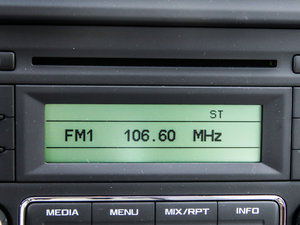 ST
FM1 106.60 MHz
MEDIA MENU MIX/RPT INFO